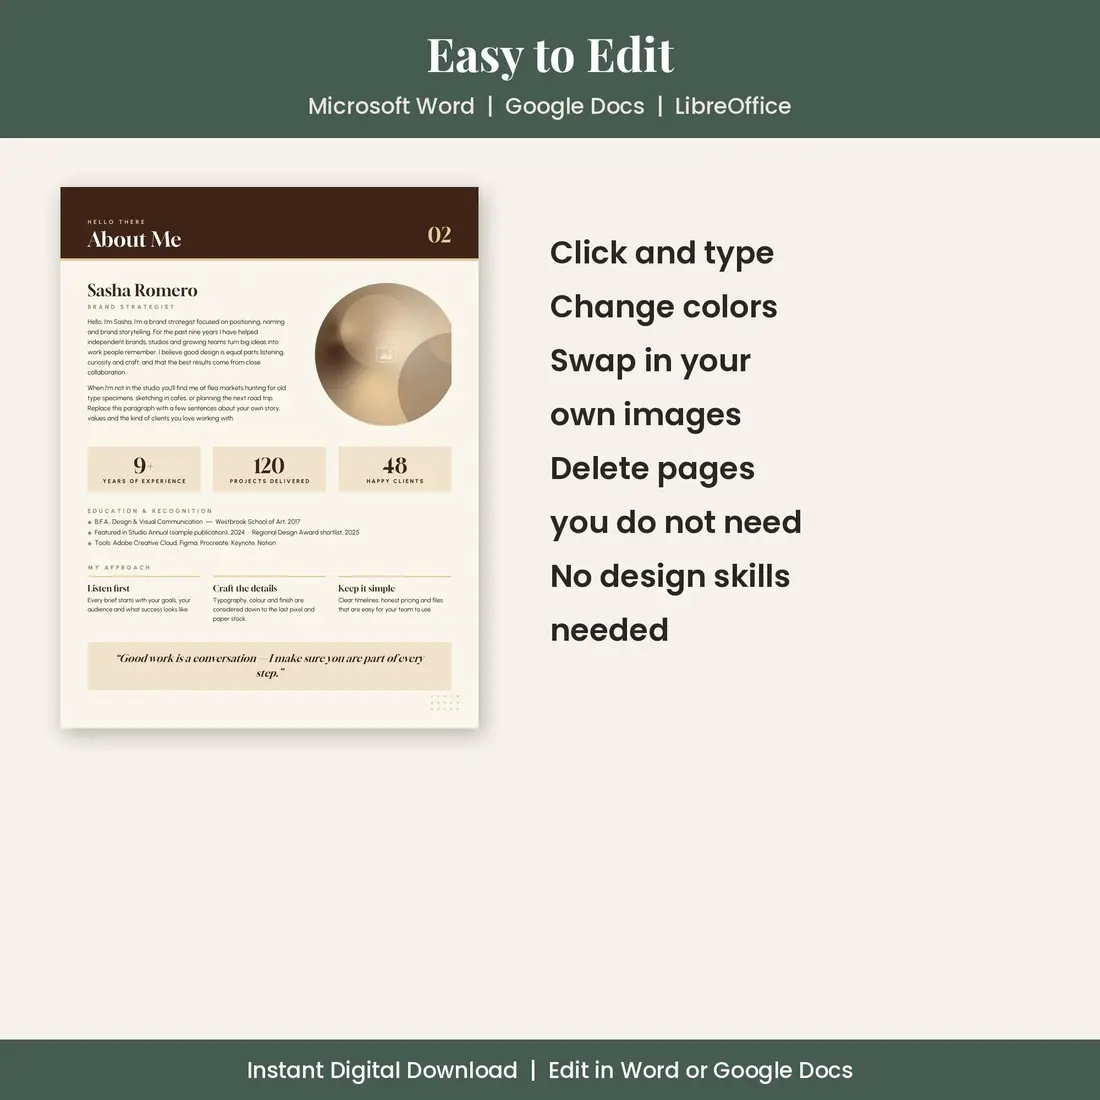 Easy to Edit
Microsoft Word | Google Docs | LibreOffice
HELLO THERE
About Me
02
Sasha Romero
BRAND STRATEGIST
Hello, I'm Sasha, I'm a brand strategist focused on positioning, naming
and brand storytelling. For the past nine years I have helped
independent brands, studios and growing teams turn big ideas into
work people remember. I believe good design is equal parts listening,
curiosity and craft, and that the best results come from close
collaboration.
When I'm not in the studio you'll find me at flea markets hunting for old
type specimens, sketching in cafes, or planning the next road trip.
Replace this paragraph with a few sentences about your own story,
values and the kind of clients you love working with.
9+
YEARS OF EXPERIENCE
120
PROJECTS DELIVERED
48
HAPPY CLIENTS
EDUCATION & RECOGNITION
B.F.A., Design & Visual Communication — Westbrook School of Art, 2017
Featured in Studio Annual (sample publication), 2024 · Regional Design Award shortlist, 2025
Tools: Adobe Creative Cloud, Figma, Procreate, Keynote, Notion
MY APPROACH
Listen first
Every brief starts with your goals, your
audience and what success looks like
Craft the details
Typography, colour and finish are
considered down to the last pixel and
paper stock.
Keep it simple
Clear timelines, honest pricing and files
that are easy for your team to use.
“Good work is a conversation — I make sure you are part of every
step.”
Click and type
Change colors
Swap in your
own images
Delete pages
you do not need
No design skills
needed
Instant Digital Download | Edit in Word or Google Docs